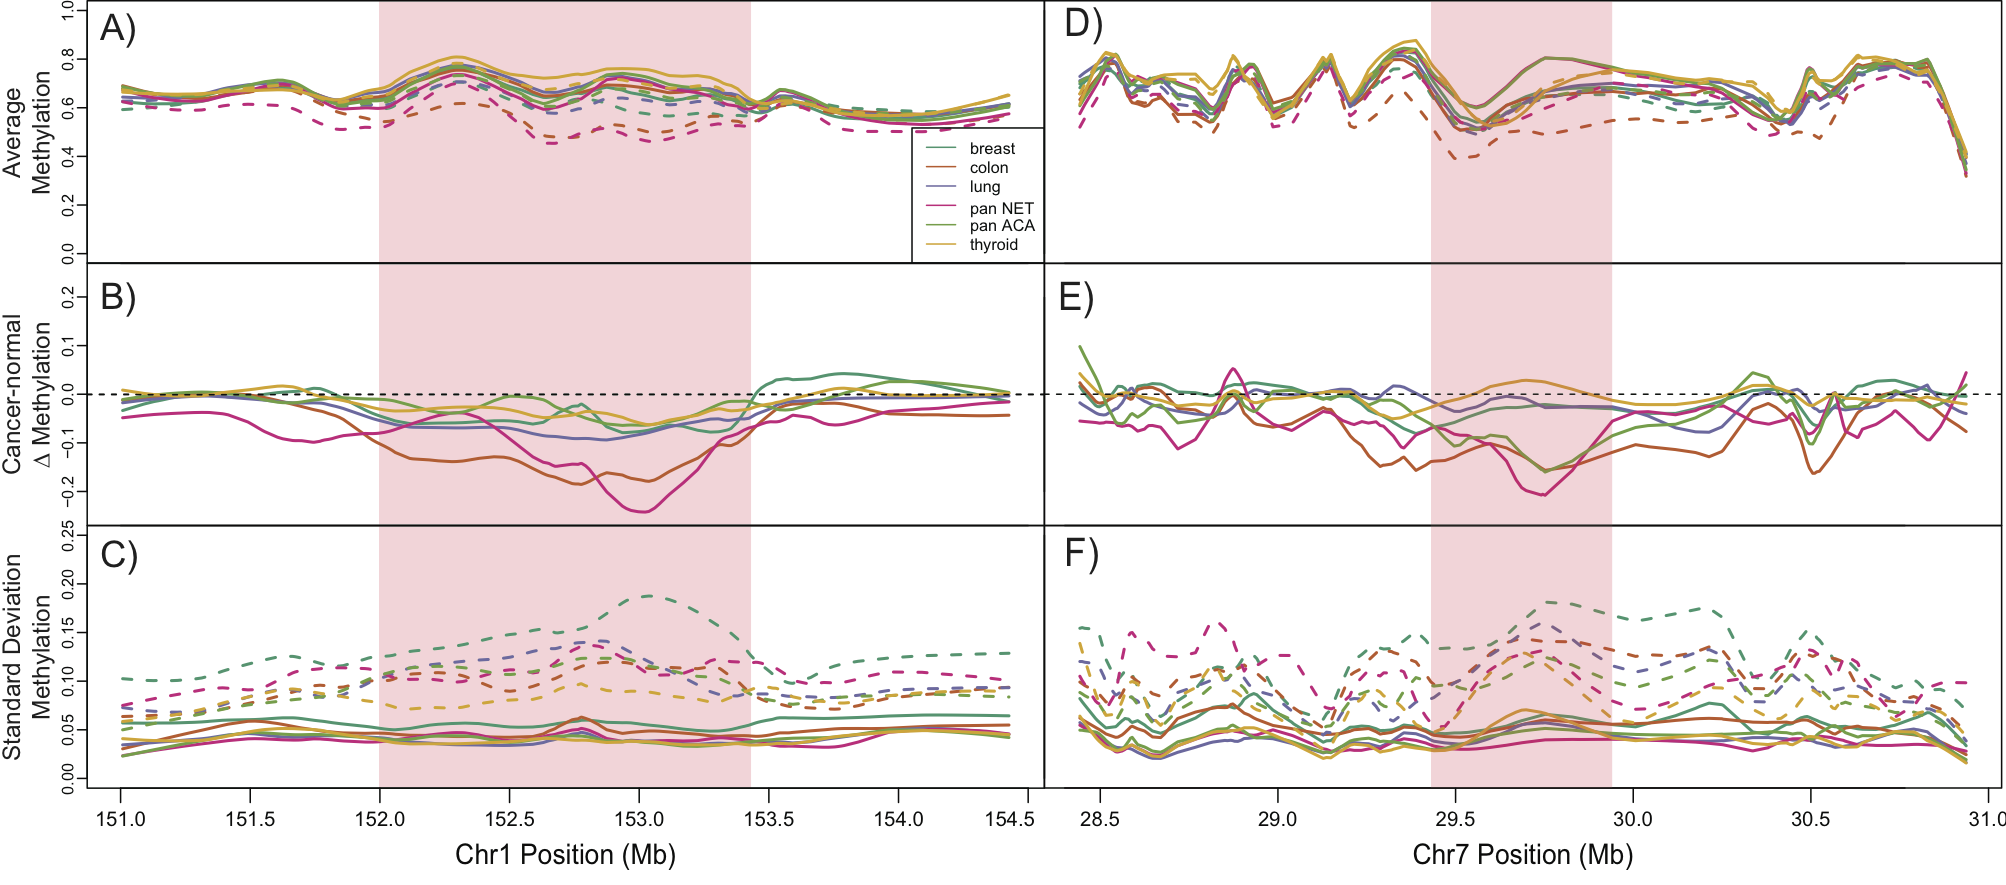 A)
D)
Average
Methylation
0.0 0.2 0.4 0.6 0.8 1.0
breast
colon
lung
pan NET
pan ACA
thyroid
B)
E)
Cancer-normal
Δ Methylation
−0.2 −0.1 0.0 0.1 0.2
C)
F)
Standard Deviation
Methylation
0.00 0.05 0.10 0.15 0.20 0.25
151.0 151.5 152.0 152.5 153.0 153.5 154.0 154.5
28.5 29.0 29.5 30.0 30.5 31.0
Chr1 Position (Mb)
Chr7 Position (Mb)